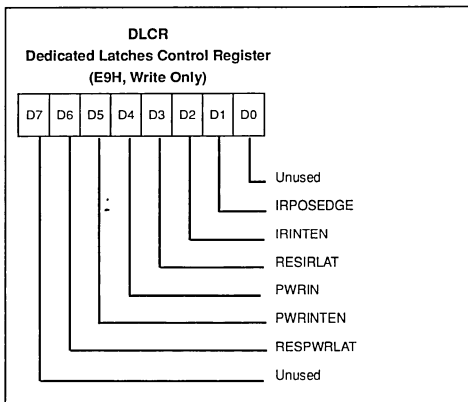 DLCR
Dedicated Latches Control Register
(E9H, Write Only)
D7 D6 D5 D4 D3 D2 D1 D0
Unused
IRPOSEDGE
IRINTEN
RESIRLAT
PWRIN
PWRINTEN
RESPWRLAT
Unused